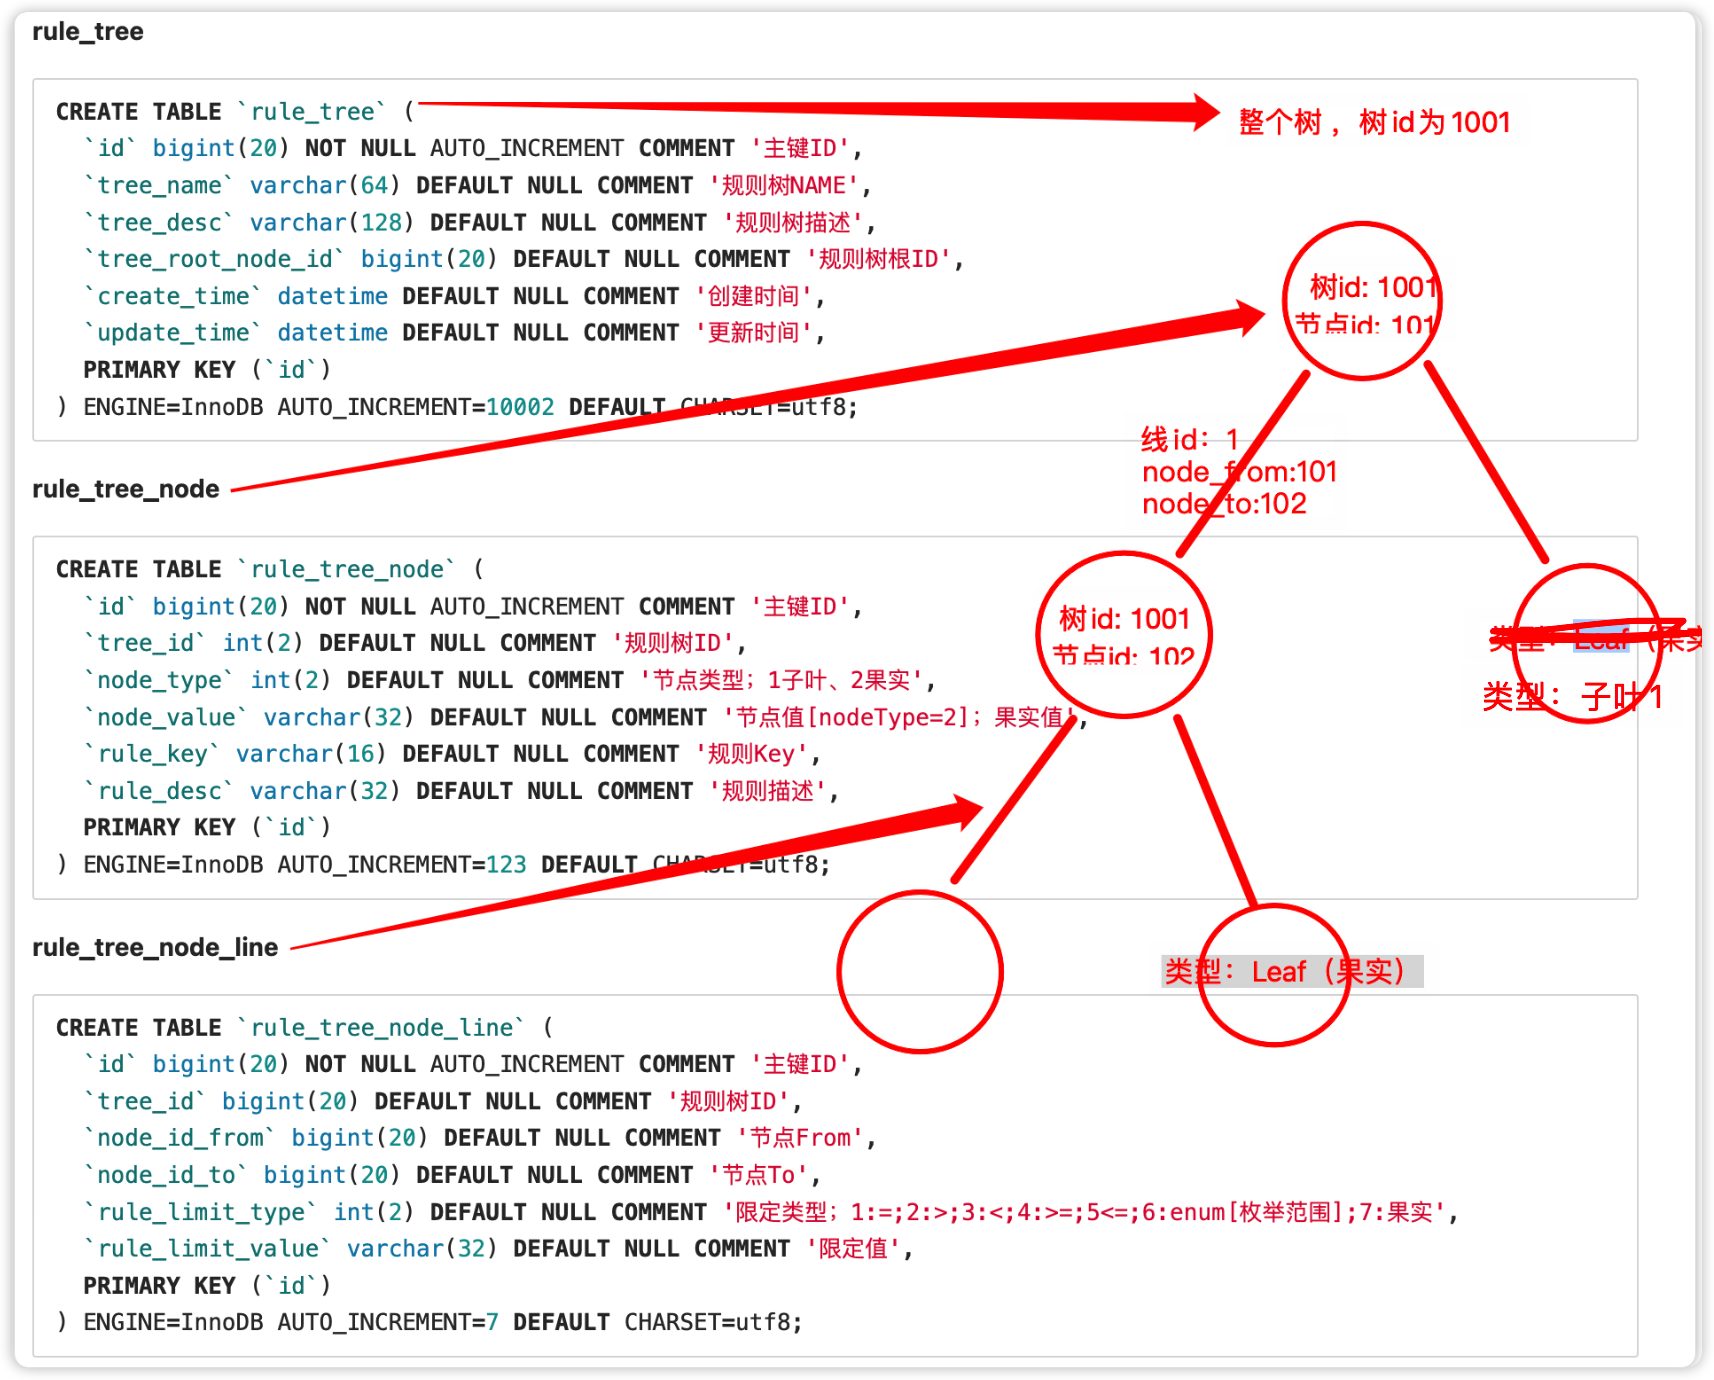 rule_tree
CREATE TABLE `rule_tree` (
`id` bigint(20) NOT NULL AUTO_INCREMENT COMMENT '主键ID',
`tree_name` varchar(64) DEFAULT NULL COMMENT '规则树NAME',
`tree_desc` varchar(128) DEFAULT NULL COMMENT '规则树描述',
`tree_root_node_id` bigint(20) DEFAULT NULL COMMENT '规则树根ID',
`create_time` datetime DEFAULT NULL COMMENT '创建时间',
`update_time` datetime DEFAULT NULL COMMENT '更新时间',
PRIMARY KEY (`id`)
) ENGINE=InnoDB AUTO_INCREMENT=10002 DEFAULT CHARSET=utf8;
整个树，树id为1001
树id: 1001
节点id: 101
线id：1
node_from:101
node_to:102
rule_tree_node
CREATE TABLE `rule_tree_node` (
`id` bigint(20) NOT NULL AUTO_INCREMENT COMMENT '主键ID',
`tree_id` int(2) DEFAULT NULL COMMENT '规则树ID',
`node_type` int(2) DEFAULT NULL COMMENT '节点类型；1子叶、2果实',
`node_value` varchar(32) DEFAULT NULL COMMENT '节点值[nodeType=2]；果实值',
`rule_key` varchar(16) DEFAULT NULL COMMENT '规则Key',
`rule_desc` varchar(32) DEFAULT NULL COMMENT '规则描述',
PRIMARY KEY (`id`)
) ENGINE=InnoDB AUTO_INCREMENT=123 DEFAULT CHARSET=utf8;
树id: 1001
节点id: 102
类型：Leaf（果实
类型：子叶1
rule_tree_node_line
类型：Leaf（果实）
CREATE TABLE `rule_tree_node_line` (
`id` bigint(20) NOT NULL AUTO_INCREMENT COMMENT '主键ID',
`tree_id` bigint(20) DEFAULT NULL COMMENT '规则树ID',
`node_id_from` bigint(20) DEFAULT NULL COMMENT '节点From',
`node_id_to` bigint(20) DEFAULT NULL COMMENT '节点To',
`rule_limit_type` int(2) DEFAULT NULL COMMENT '限定类型；1:=;2:>;3:<;4:>=;5<=;6:enum[枚举范围];7:果实',
`rule_limit_value` varchar(32) DEFAULT NULL COMMENT '限定值',
PRIMARY KEY (`id`)
) ENGINE=InnoDB AUTO_INCREMENT=7 DEFAULT CHARSET=utf8;